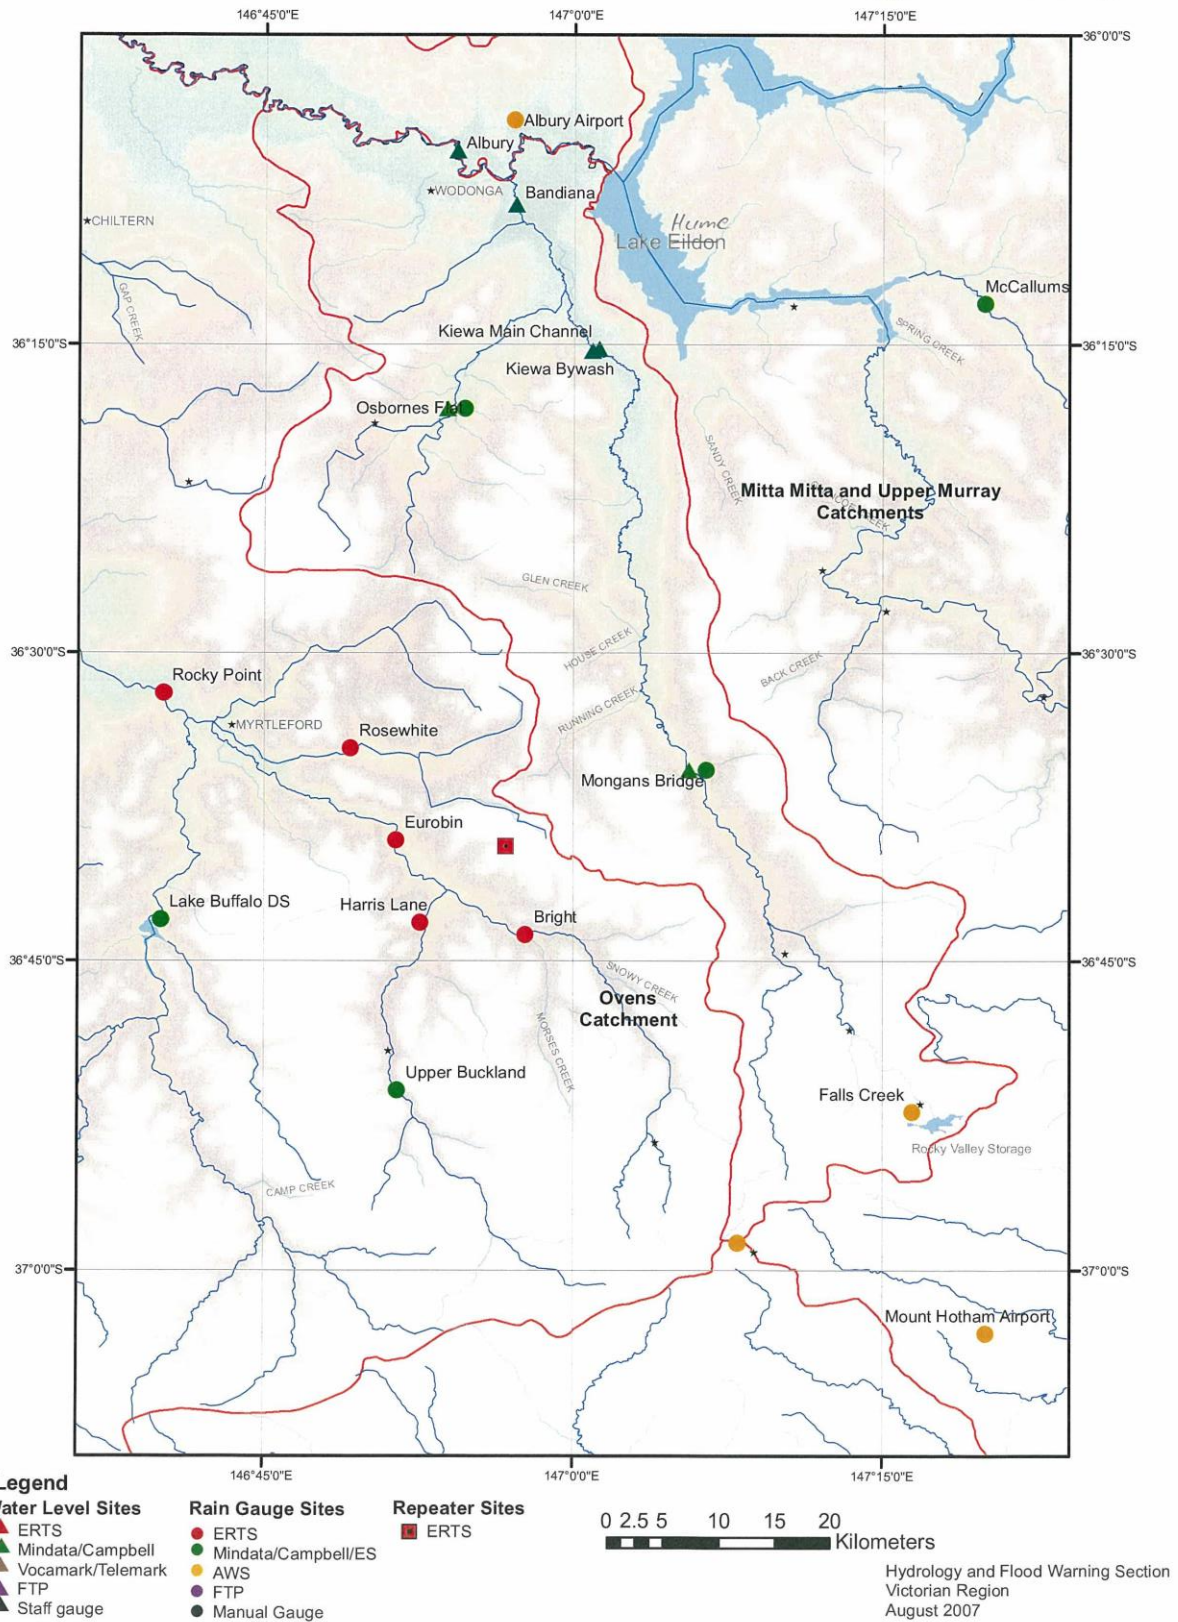 146°45'0"E 147°0'0"E 147°15'0"E
36°0'0"S
Albury Airport
Albury
WODONGA
Bandiana
CHILTERN
Hume
Lake Eildon
McCallums
GAP CREEK
SPRING CREEK
Kiewa Main Channel
36°15'0"S 36°15'0"S
Kiewa Bywash
Osbornes Flat
SANDY CREEK
Mitta Mitta and Upper Murray
Catchments
GLEN CREEK
HOUSE CREEK
36°30'0"S 36°30'0"S
BACK CREEK
Rocky Point
RUNNING CREEK
MYRTLEFORD
Rosewhite
Mongans Bridge
Eurobin
Lake Buffalo DS
Harris Lane
Bright
36°45'0"S 36°45'0"S
SNOWY CREEK
Ovens
Catchment
MORSES CREEK
Upper Buckland
Falls Creek
Rocky Valley Storage
CAMP CREEK
37°0'0"S 37°0'0"S
Mount Hotham Airport
146°45'0"E 147°0'0"E 147°15'0"E
Legend
ater Level Sites
ERTS
Mindata/Campbell
Vocamark/Telemark
FTP
Staff gauge
Rain Gauge Sites
ERTS
Mindata/Campbell/ES
AWS
FTP
Manual Gauge
Repeater Sites
ERTS
0 2.5 5 10 15 20
Kilometers
Hydrology and Flood Warning Section
Victorian Region
August 2007